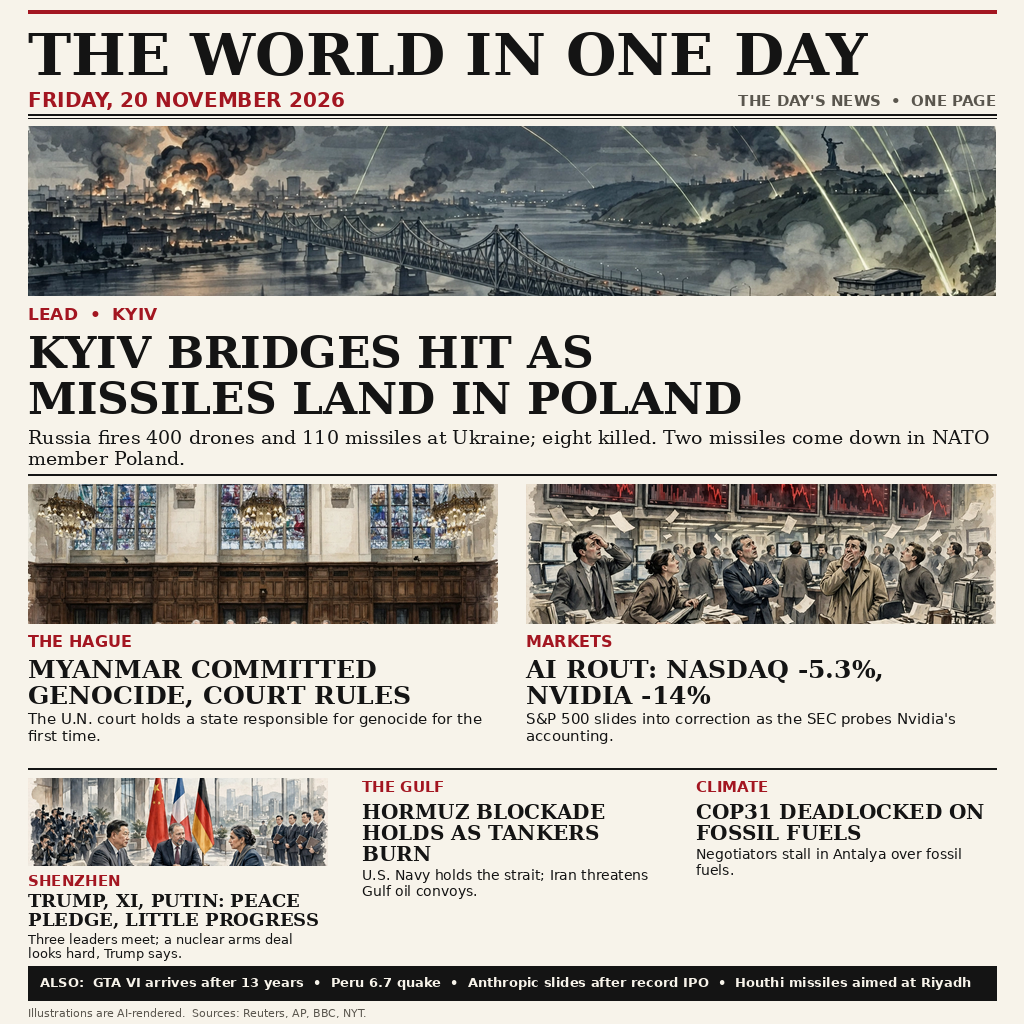 THE WORLD IN ONE DAY
FRIDAY, 20 NOVEMBER 2026
THE DAY'S NEWS • ONE PAGE
LEAD • KYIV
KYIV BRIDGES HIT AS
MISSILES LAND IN POLAND
Russia fires 400 drones and 110 missiles at Ukraine; eight killed. Two missiles come down in NATO
member Poland.
THE HAGUE
MYANMAR COMMITTED
GENOCIDE, COURT RULES
The U.N. court holds a state responsible for genocide for the
first time.
MARKETS
AI ROUT: NASDAQ -5.3%,
NVIDIA -14%
S&P 500 slides into correction as the SEC probes Nvidia's
accounting.
SHENZHEN
TRUMP, XI, PUTIN: PEACE
PLEDGE, LITTLE PROGRESS
Three leaders meet; a nuclear arms deal
looks hard, Trump says.
THE GULF
HORMUZ BLOCKADE
HOLDS AS TANKERS
BURN
U.S. Navy holds the strait; Iran threatens
Gulf oil convoys.
CLIMATE
COP31 DEADLOCKED ON
FOSSIL FUELS
Negotiators stall in Antalya over fossil
fuels.
ALSO: GTA VI arrives after 13 years • Peru 6.7 quake • Anthropic slides after record IPO • Houthi missiles aimed at Riyadh
Illustrations are AI-rendered. Sources: Reuters, AP, BBC, NYT.